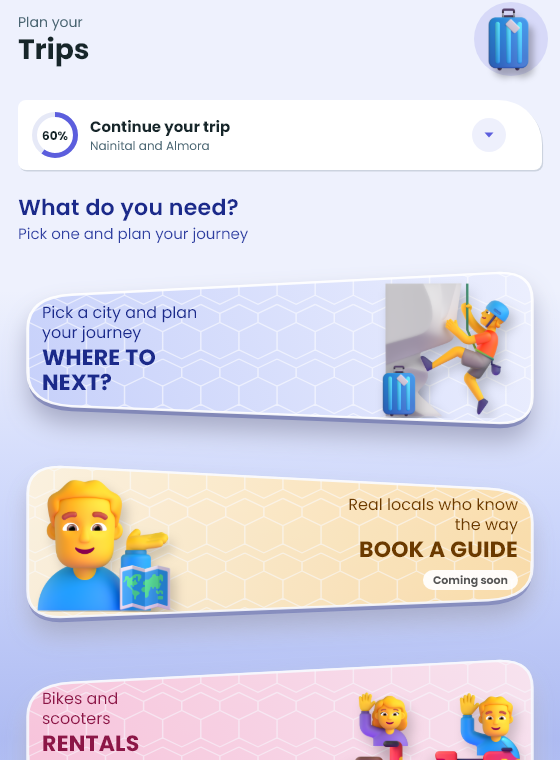 Plan your
Trips
60%
Continue your trip
Nainital and Almora
What do you need?
Pick one and plan your journey
Pick a city and plan
your journey
WHERE TO
NEXT?
Real locals who know
the way
BOOK A GUIDE
Coming soon
Bikes and
scooters
RENTALS